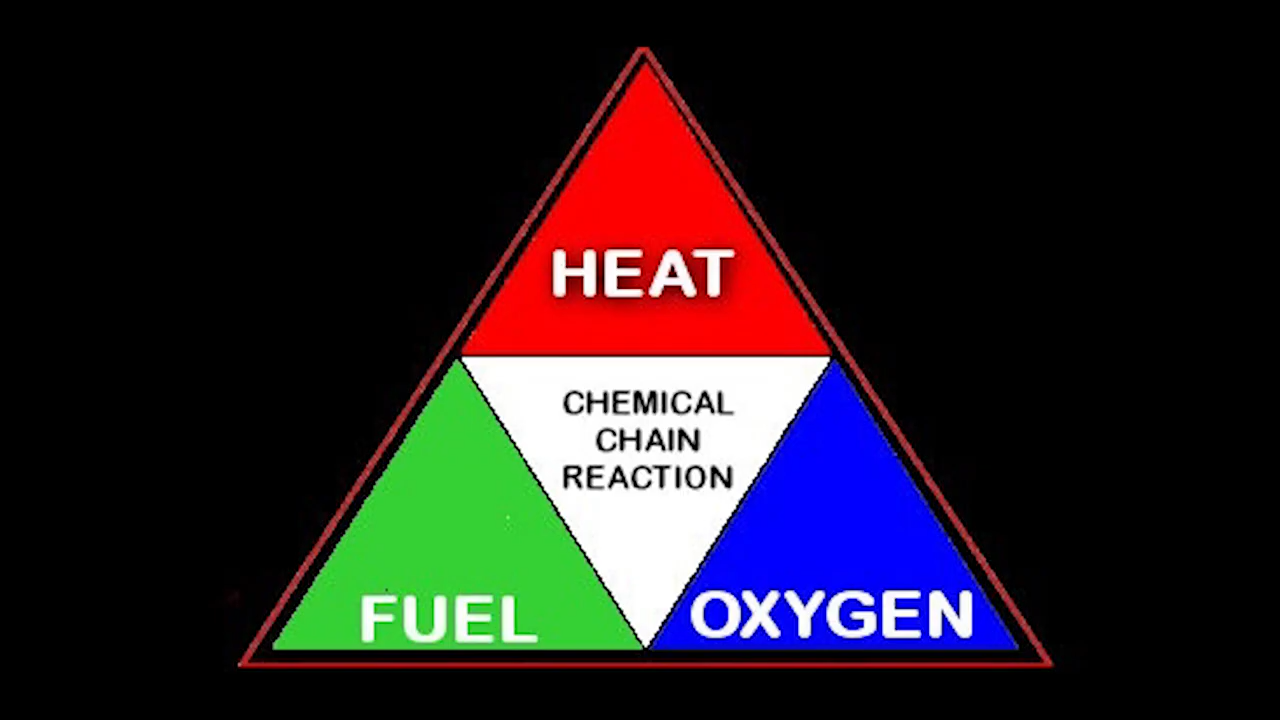 HEAT
CHEMICAL
CHAIN
REACTION
FUEL
OXYGEN